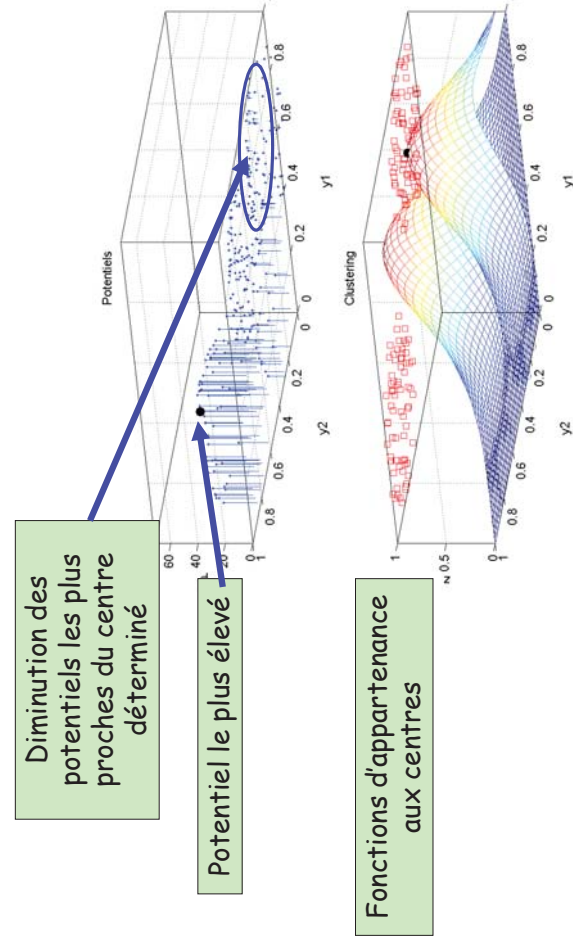 Diminution des
potentiels les plus
proches du centre
déterminé
Potentiel le plus élevé
Fonctions d'appartenance
aux centres
Potentiels
60
40
20
0
1
0.8
0.6
0.4
0.2
0
0
0.2
0.4
0.6
0.8
y2
y1
Clustering
1
0.5
0
1
z
0.8
0.6
0.4
0.2
0
0
0.2
0.4
0.6
0.8
y2
y1